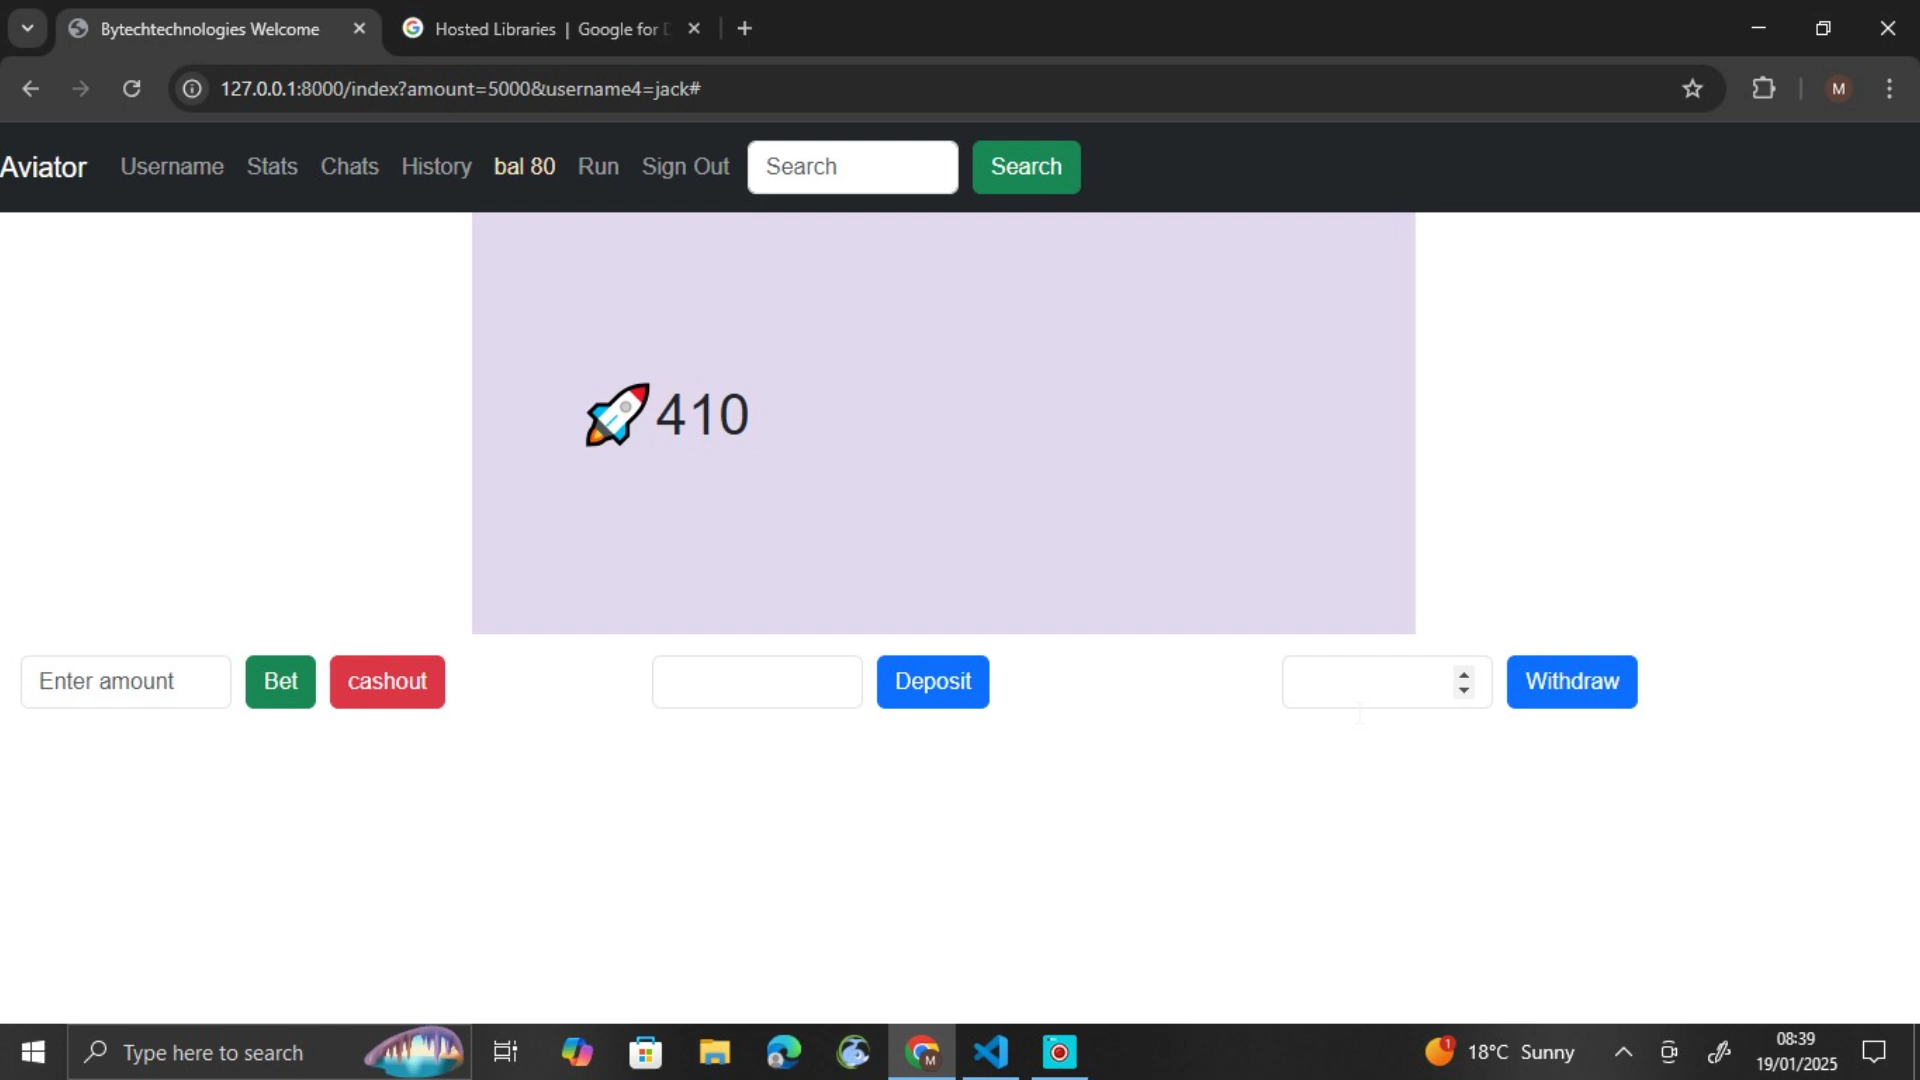 Bytechtechnologies Welcome
Hosted Libraries | Google for D
127.0.0.1:8000/index?amount=5000&username4=jack#
M
Aviator Username Stats Chats History bal 80 Run Sign Out Search Search
🚀410
Enter amount Bet cashout Deposit Withdraw
Type here to search
M
1
18°C Sunny
08:39
19/01/2025